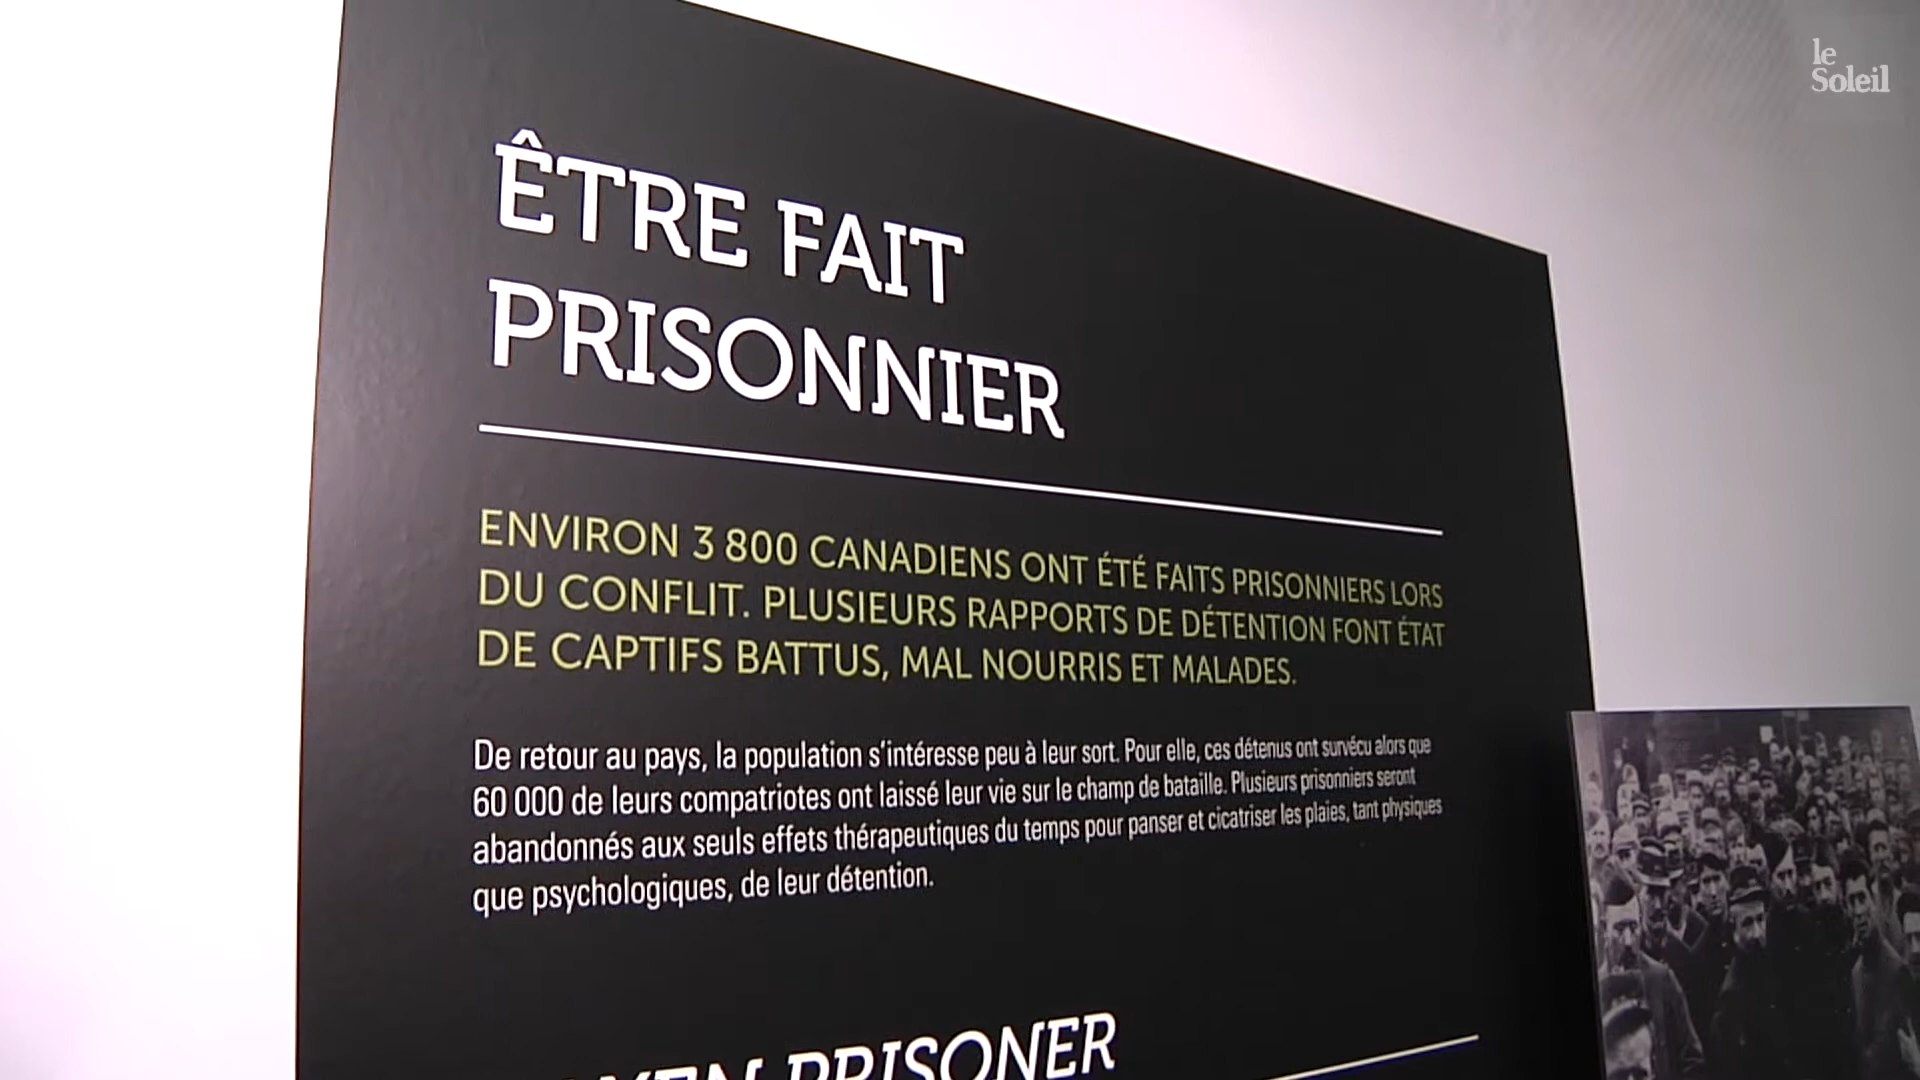 le
Soleil
ÊTRE FAIT
PRISONNIER
ENVIRON 3 800 CANADIENS ONT ÉTÉ FAITS PRISONNIERS LORS
DU CONFLIT. PLUSIEURS RAPPORTS DE DÉTENTION FONT ÉTAT
DE CAPTIFS BATTUS, MAL NOURRIS ET MALADES.
De retour au pays, la population s'intéresse peu à leur sort. Pour elle, ces détenus ont survécu alors que
60 000 de leurs compatriotes ont laissé leur vie sur le champ de bataille. Plusieurs prisonniers seront
abandonnés aux seuls effets thérapeutiques du temps pour panser et cicatriser les plaies, tant physiques
que psychologiques, de leur détention.
PRISONER